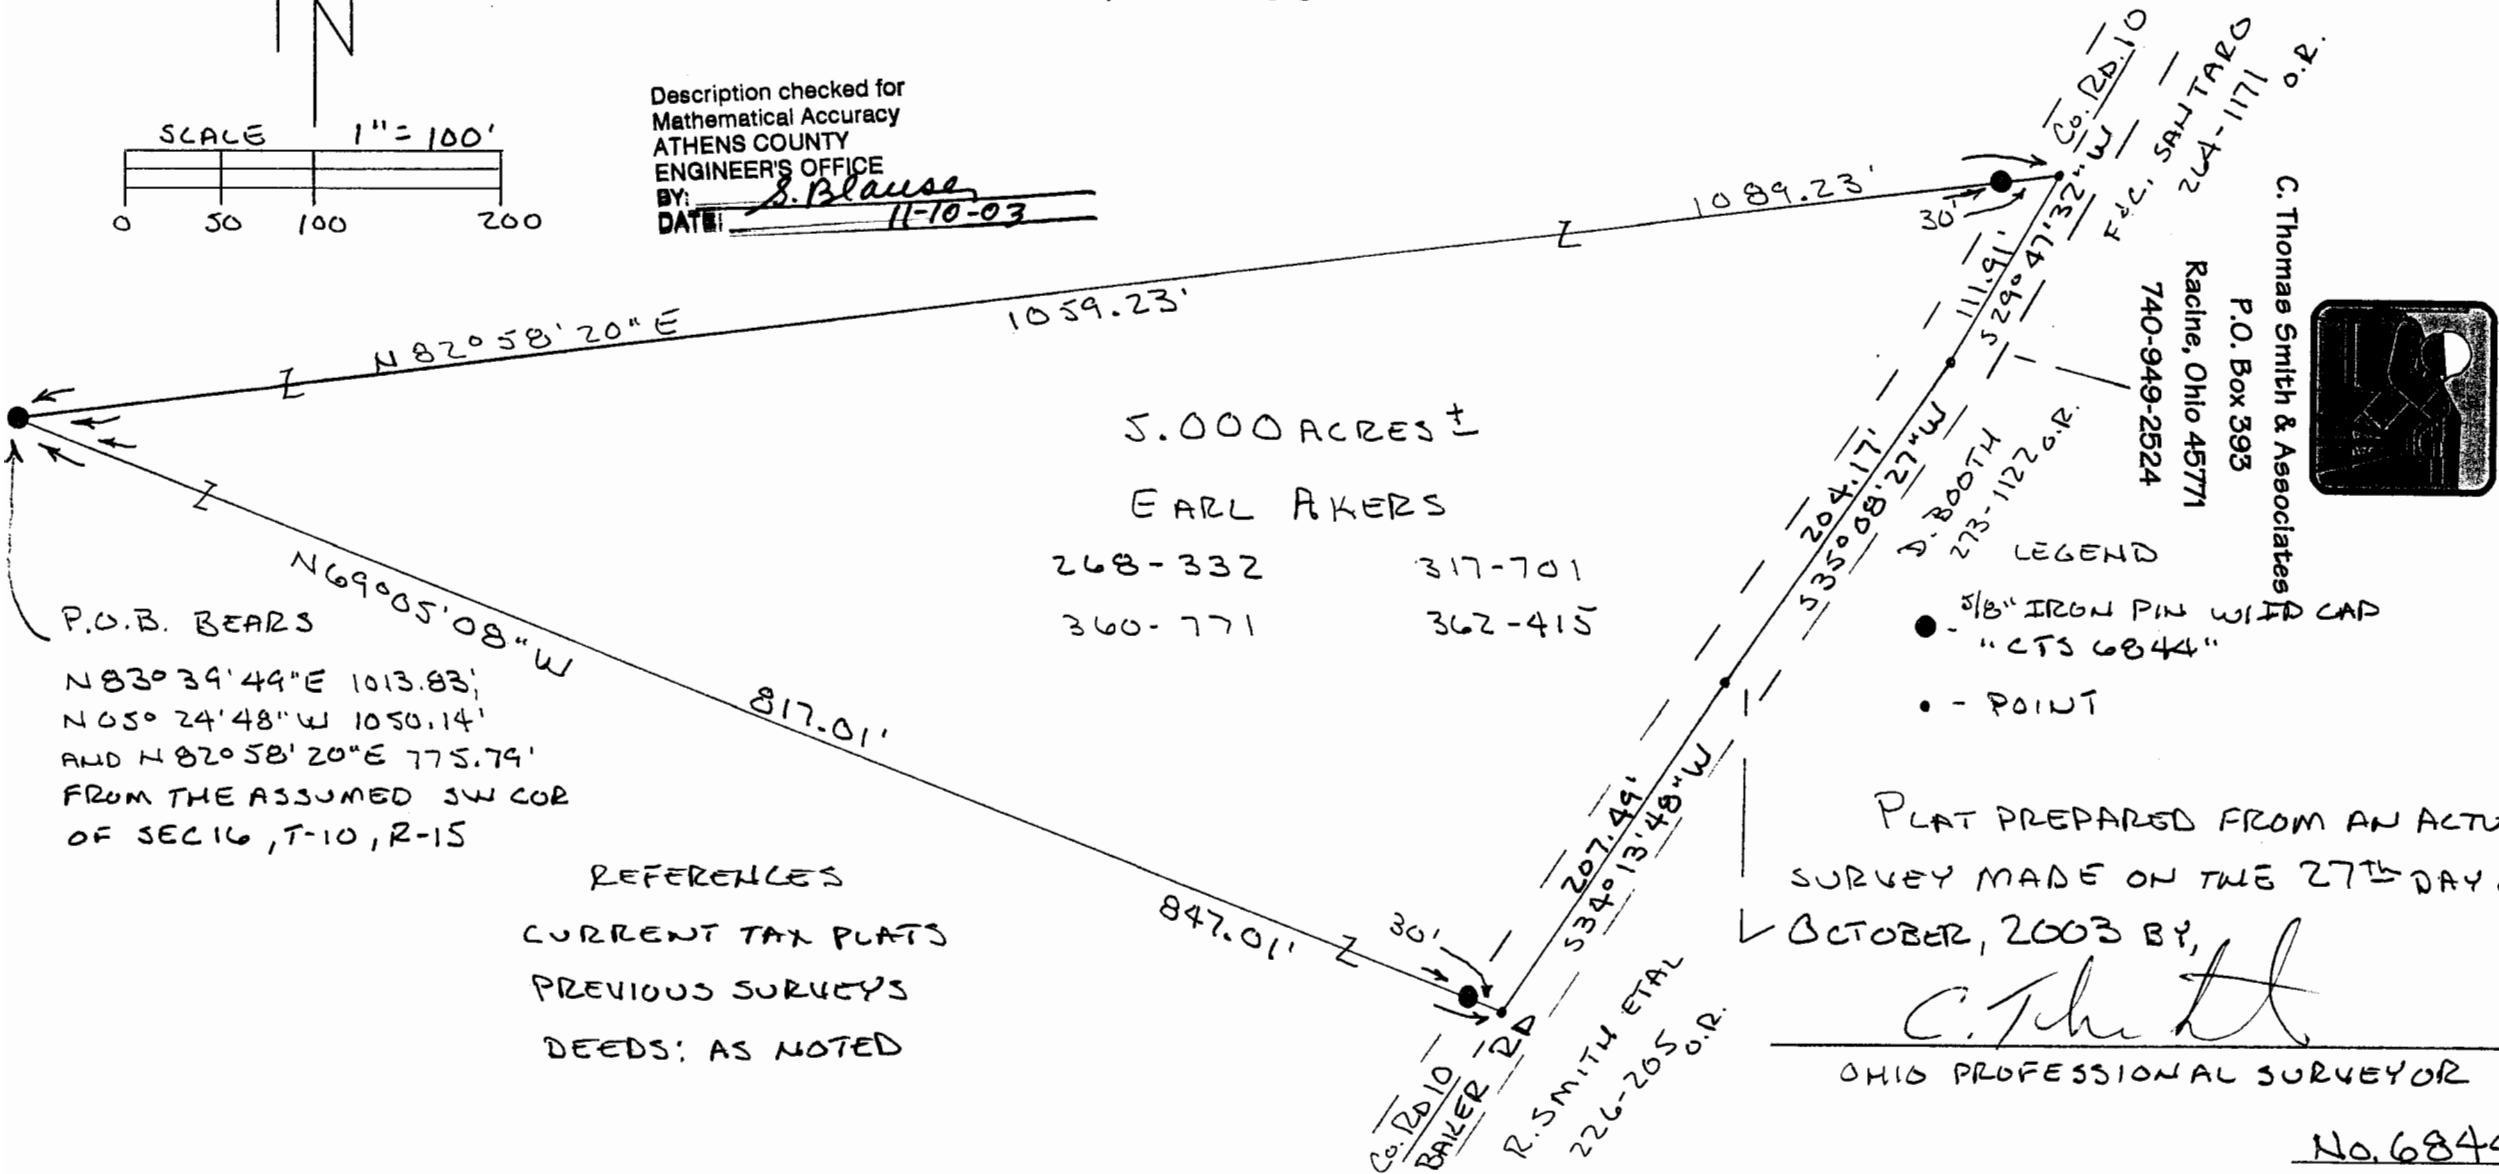 N
SCALE 1" = 100'
0 50 100 200
Description checked for
Mathematical Accuracy
ATHENS COUNTY
ENGINEER'S OFFICE
BY: S. Blauser
DATE: 11-10-03
CO. RD. 10
F&C. SANTARO
264-1171 O.R.
1089.23'
30'
N 82° 58' 20" E
1059.23'
111.91'
S 29° 47' 32" W
C. Thomas Smith & Associates
P.O. Box 393
Racine, Ohio 45771
740-949-2524
204.17'
S 35° 08' 27" W
D. BOOTH
273-1122 O.R.
5.000 ACRES ±
EARL AKERS
268-332 317-701
360-771 362-415
LEGEND
● - 5/8" IRON PIN W/ID CAP
"CTS 6844"
• - POINT
N 69° 05' 08" W
817.01'
847.01'
30'
P.O.B. BEARS
N 83° 39' 49" E 1013.83',
N 05° 24' 48" W 1050.14'
AND N 82° 58' 20" E 775.79'
FROM THE ASSUMED SW COR
OF SEC 16, T-10, R-15
207.49'
S 34° 13' 48" W
CO. RD 10
BAKER RD
R. SMITH ETAL
226-205 O.R.
REFERENCES
CURRENT TAX PLATS
PREVIOUS SURVEYS
DEEDS: AS NOTED
PLAT PREPARED FROM AN ACTU
SURVEY MADE ON THE 27TH DAY
OCTOBER, 2003 BY,
OHIO PROFESSIONAL SURVEYOR
No. 6844